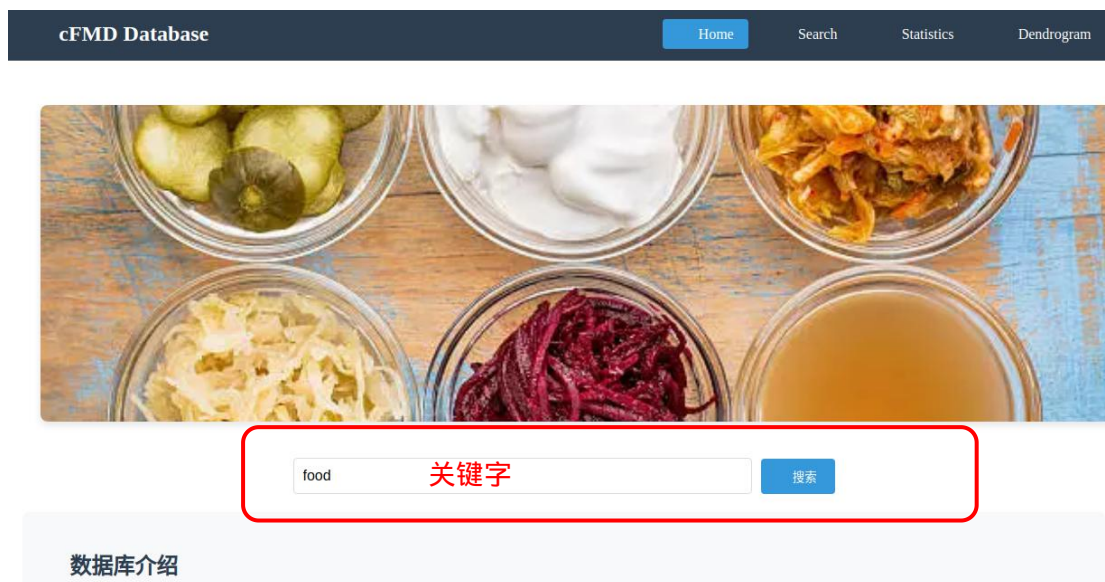 cFMD Database Home Search Statistics Dendrogram
food 关键字 搜索
数据库介绍